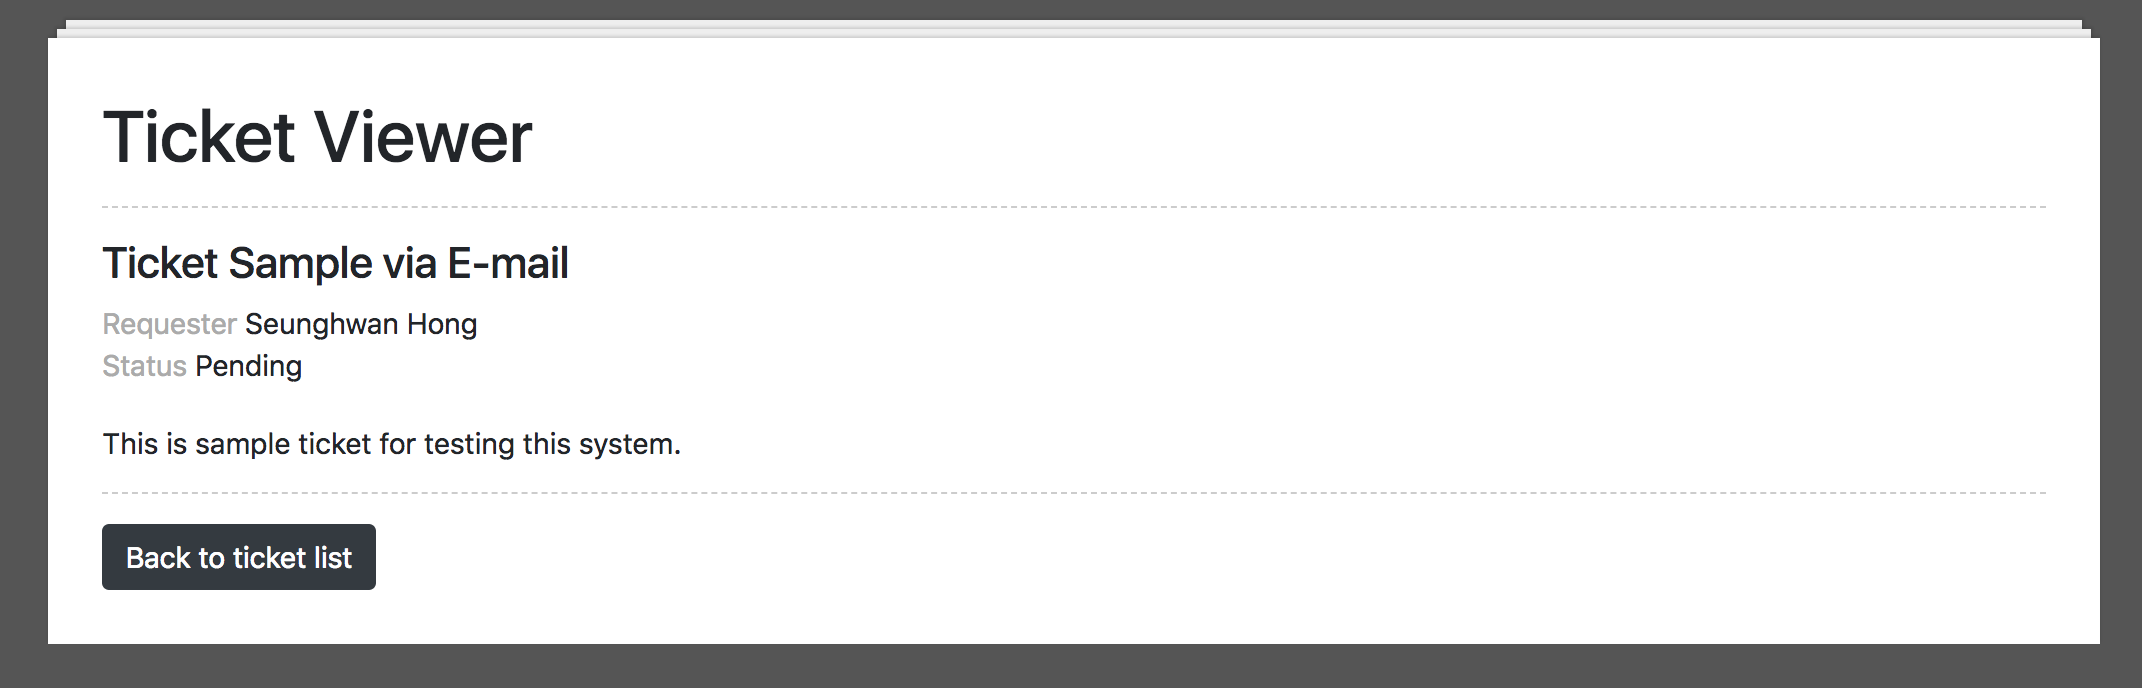 Ticket Viewer
Ticket Sample via E-mail
Requester Seunghwan Hong
Status Pending
This is sample ticket for testing this system.
Back to ticket list